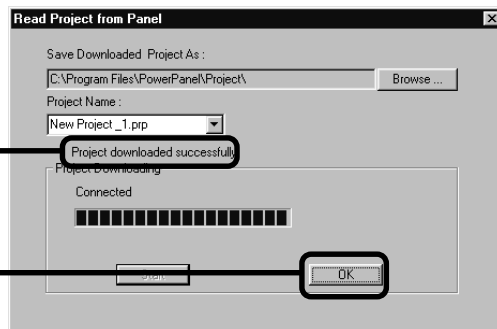 Read Project from Panel
Save Downloaded Project As :
C:\Program Files\PowerPanel\Project\ Browse ...
Project Name :
New Project _1.prp
Project downloaded successfully
Project Downloading
Connected
Start OK